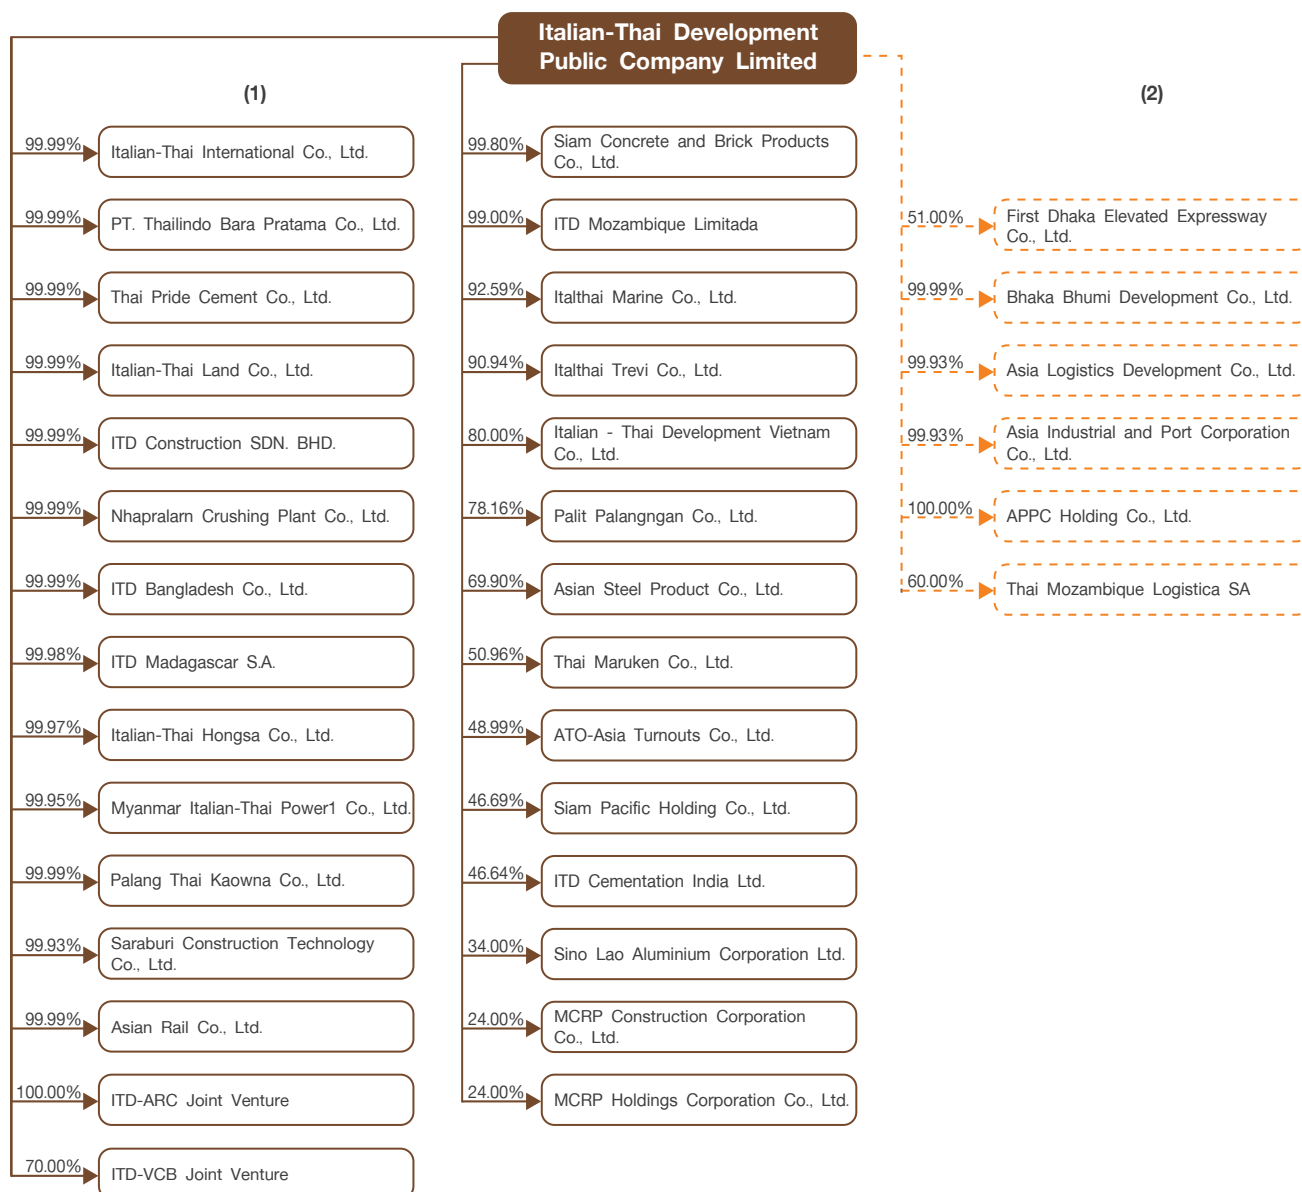 Italian-Thai Development
Public Company Limited
(1)
99.99%
Italian-Thai International Co., Ltd.
99.99%
PT. Thailindo Bara Pratama Co., Ltd.
99.99%
Thai Pride Cement Co., Ltd.
99.99%
Italian-Thai Land Co., Ltd.
99.99%
ITD Construction SDN. BHD.
99.99%
Nhapralarn Crushing Plant Co., Ltd.
99.99%
ITD Bangladesh Co., Ltd.
99.98%
ITD Madagascar S.A.
99.97%
Italian-Thai Hongsa Co., Ltd.
99.95%
Myanmar Italian-Thai Power1 Co., Ltd.
99.99%
Palang Thai Kaowna Co., Ltd.
99.93%
Saraburi Construction Technology
Co., Ltd.
99.99%
Asian Rail Co., Ltd.
100.00%
ITD-ARC Joint Venture
70.00%
ITD-VCB Joint Venture
99.80%
Siam Concrete and Brick Products
Co., Ltd.
99.00%
ITD Mozambique Limitada
92.59%
Italthai Marine Co., Ltd.
90.94%
Italthai Trevi Co., Ltd.
80.00%
Italian - Thai Development Vietnam
Co., Ltd.
78.16%
Palit Palangngan Co., Ltd.
69.90%
Asian Steel Product Co., Ltd.
50.96%
Thai Maruken Co., Ltd.
48.99%
ATO-Asia Turnouts Co., Ltd.
46.69%
Siam Pacific Holding Co., Ltd.
46.64%
ITD Cementation India Ltd.
34.00%
Sino Lao Aluminium Corporation Ltd.
24.00%
MCRP Construction Corporation
Co., Ltd.
24.00%
MCRP Holdings Corporation Co., Ltd.
(2)
51.00%
First Dhaka Elevated Expressway
Co., Ltd.
99.99%
Bhaka Bhumi Development Co., Ltd.
99.93%
Asia Logistics Development Co., Ltd.
99.93%
Asia Industrial and Port Corporation
Co., Ltd.
100.00%
APPC Holding Co., Ltd.
60.00%
Thai Mozambique Logistica SA